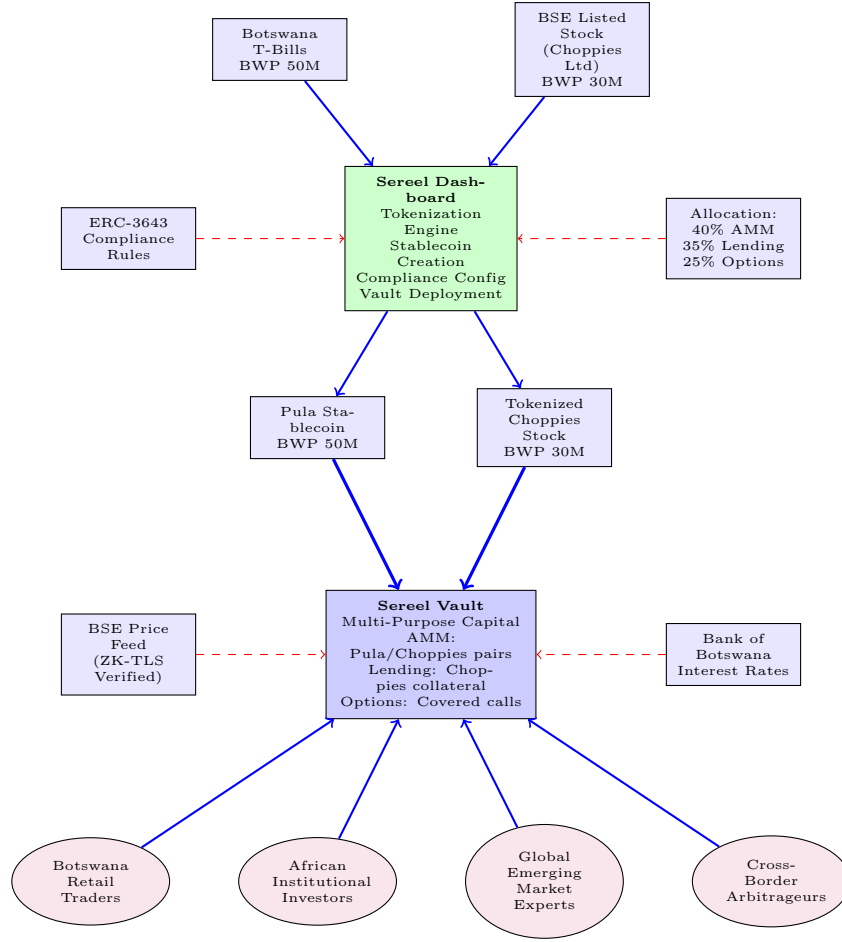 Botswana
T-Bills
BWP 50M
BSE Listed
Stock
(Choppies
Ltd)
BWP 30M
ERC-3643
Compliance
Rules
Sereel Dash-
board
Tokenization
Engine
Stablecoin
Creation
Compliance Config
Vault Deployment
Allocation:
40% AMM
35% Lending
25% Options
Pula Sta-
blecoin
BWP 50M
Tokenized
Choppies
Stock
BWP 30M
BSE Price
Feed
(ZK-TLS
Verified)
Sereel Vault
Multi-Purpose Capital
AMM:
Pula/Choppies pairs
Lending: Chop-
pies collateral
Options: Covered calls
Bank of
Botswana
Interest Rates
Botswana
Retail
Traders
African
Institutional
Investors
Global
Emerging
Market
Experts
Cross-
Border
Arbitrageurs